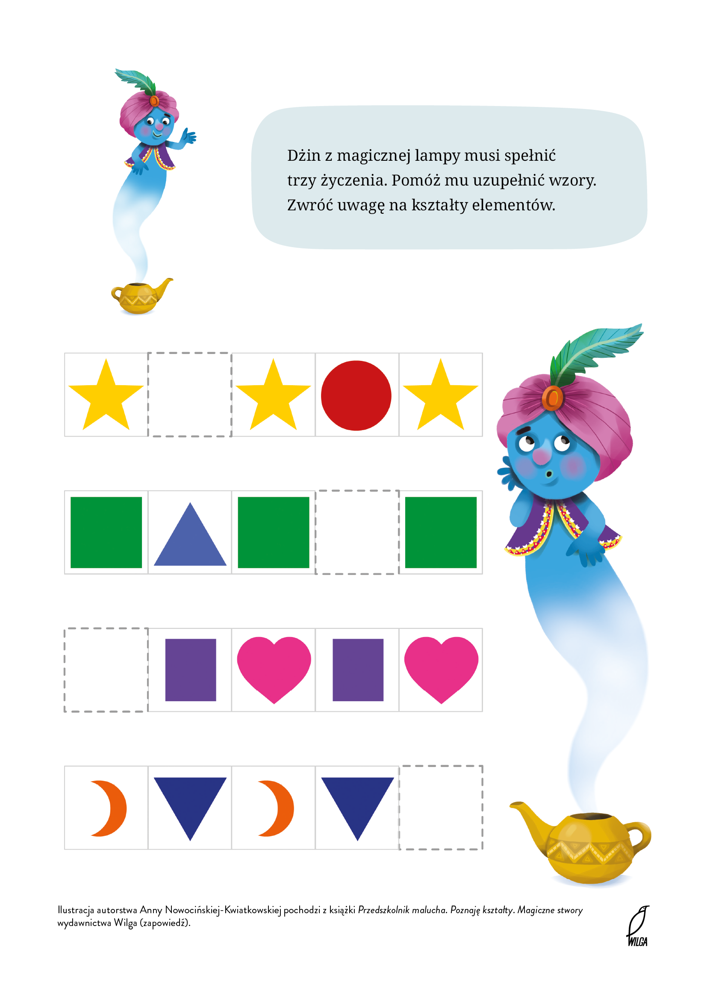 Dżin z magicznej lampy musi spełnić
trzy życzenia. Pomóż mu uzupełnić wzory.
Zwróć uwagę na kształty elementów.
Ilustracja autorstwa Anny Nowocińskiej-Kwiatkowskiej pochodzi z książki Przedszkolnik malucha. Poznaję kształty. Magiczne stwory
wydawnictwa Wilga (zapowiedź).
WILGA